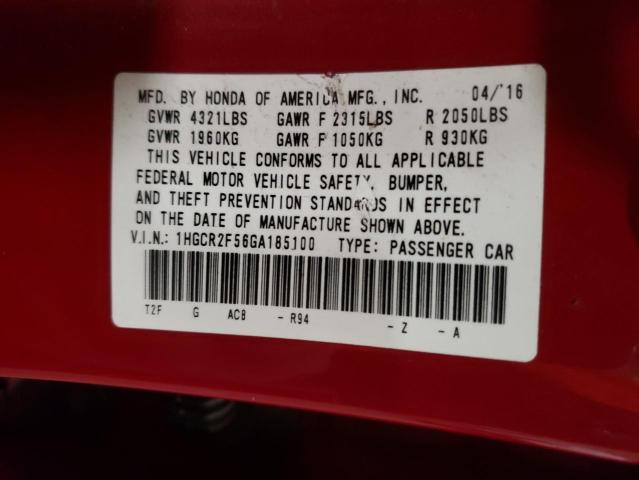 MFD. BY HONDA OF AMERICA MFG., INC. 04/'16
GVWR 4321LBS GAWR F 2315LBS R 2050LBS
GVWR 1960KG GAWR F 1050KG R 930KG
THIS VEHICLE CONFORMS TO ALL APPLICABLE
FEDERAL MOTOR VEHICLE SAFETY, BUMPER,
AND THEFT PREVENTION STANDARDS IN EFFECT
ON THE DATE OF MANUFACTURE SHOWN ABOVE.
V.I.N.: 1HGCR2F56GA185100 TYPE: PASSENGER CAR
T2F G AC8 - R94 - Z - A